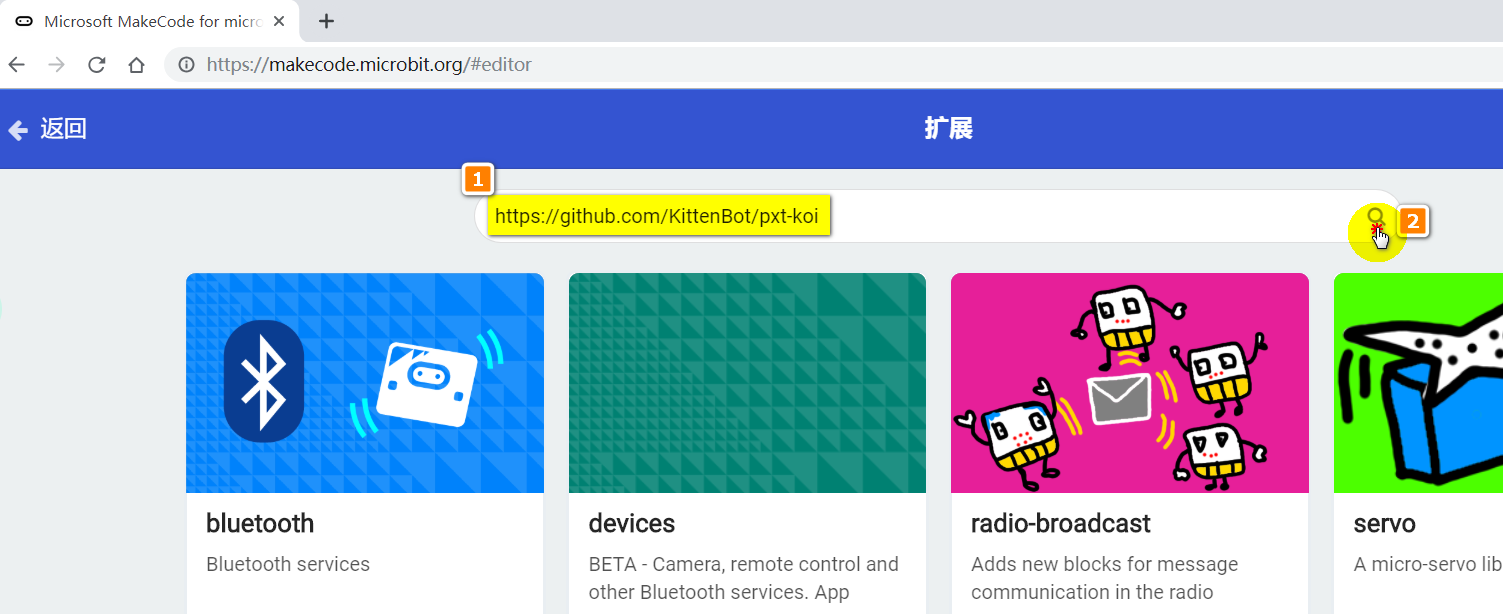 Microsoft MakeCode for micro
https://makecode.microbit.org/#editor
返回
扩展
1
https://github.com/KittenBot/pxt-koi
2
bluetooth
Bluetooth services
devices
BETA - Camera, remote control and
other Bluetooth services. App
radio-broadcast
Adds new blocks for message
communication in the radio
servo
A micro-servo lib